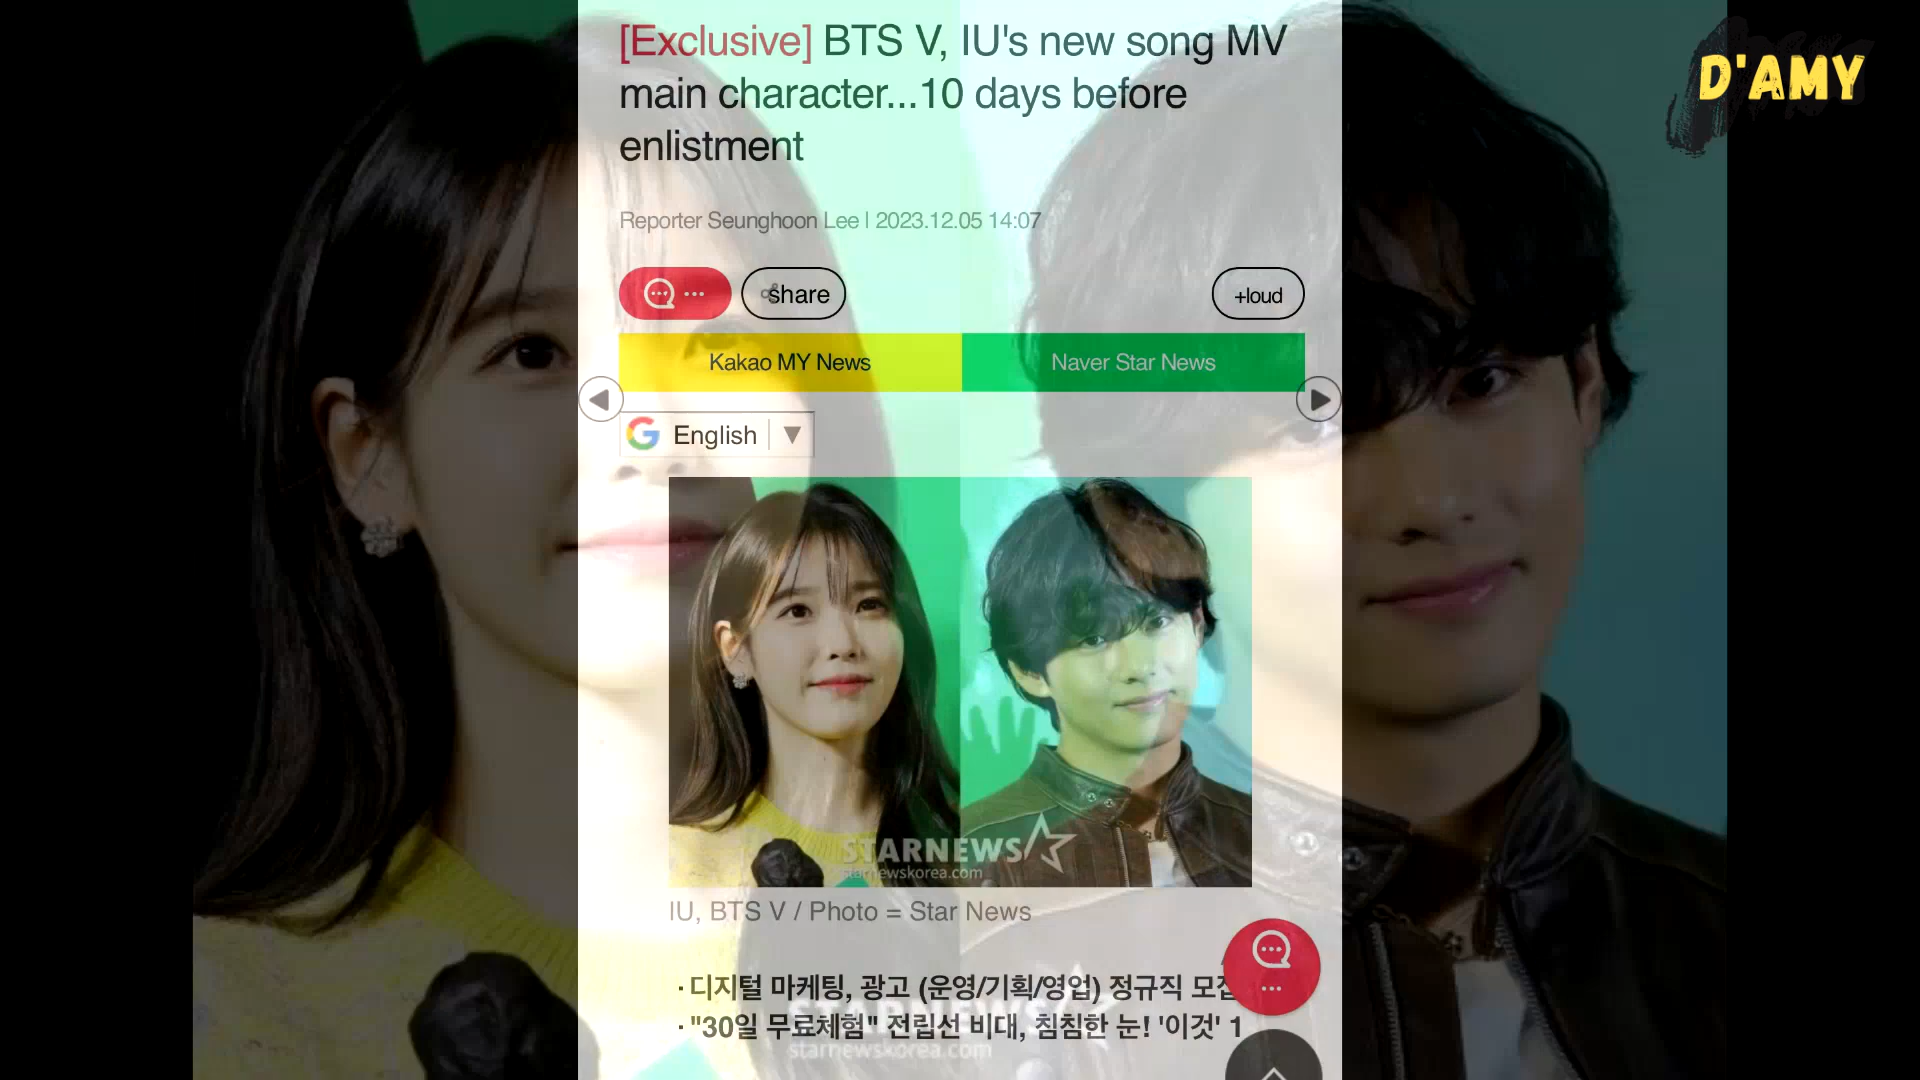 D'AMY
[Exclusive] BTS V, IU's new song MV
main character...10 days before
enlistment
Reporter Seunghoon Lee | 2023.12.05 14:07
share
+loud
Kakao MY News
Naver Star News
English
STARNEWS
starnewskorea.com
IU, BTS V / Photo = Star News
· 디지털 마케팅, 광고 (운영/기획/영업) 정규직 모집
· "30일 무료체험" 전립선 비대, 침침한 눈! '이것' 1
STARNEWS
starnewskorea.com